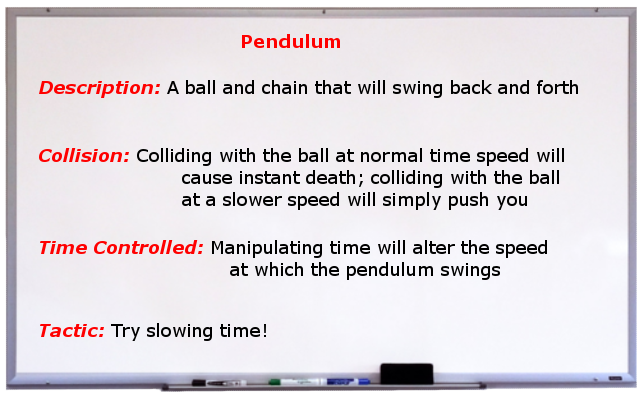 Pendulum
Description: A ball and chain that will swing back and forth
Collision: Colliding with the ball at normal time speed will
cause instant death; colliding with the ball
at a slower speed will simply push you
Time Controlled: Manipulating time will alter the speed
at which the pendulum swings
Tactic: Try slowing time!